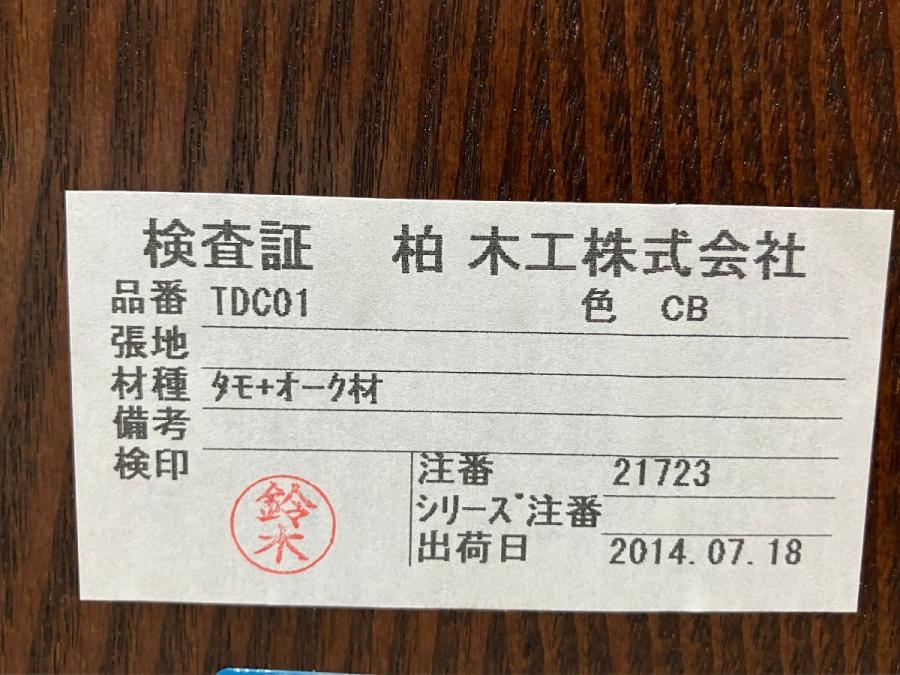 検査証 柏 木工株式会社
品番 TDC01 色 CB
張地
材種 タモ+オーク材
備考
検印
鈴木
注番 21723
シリーズ注番
出荷日 2014.07.18